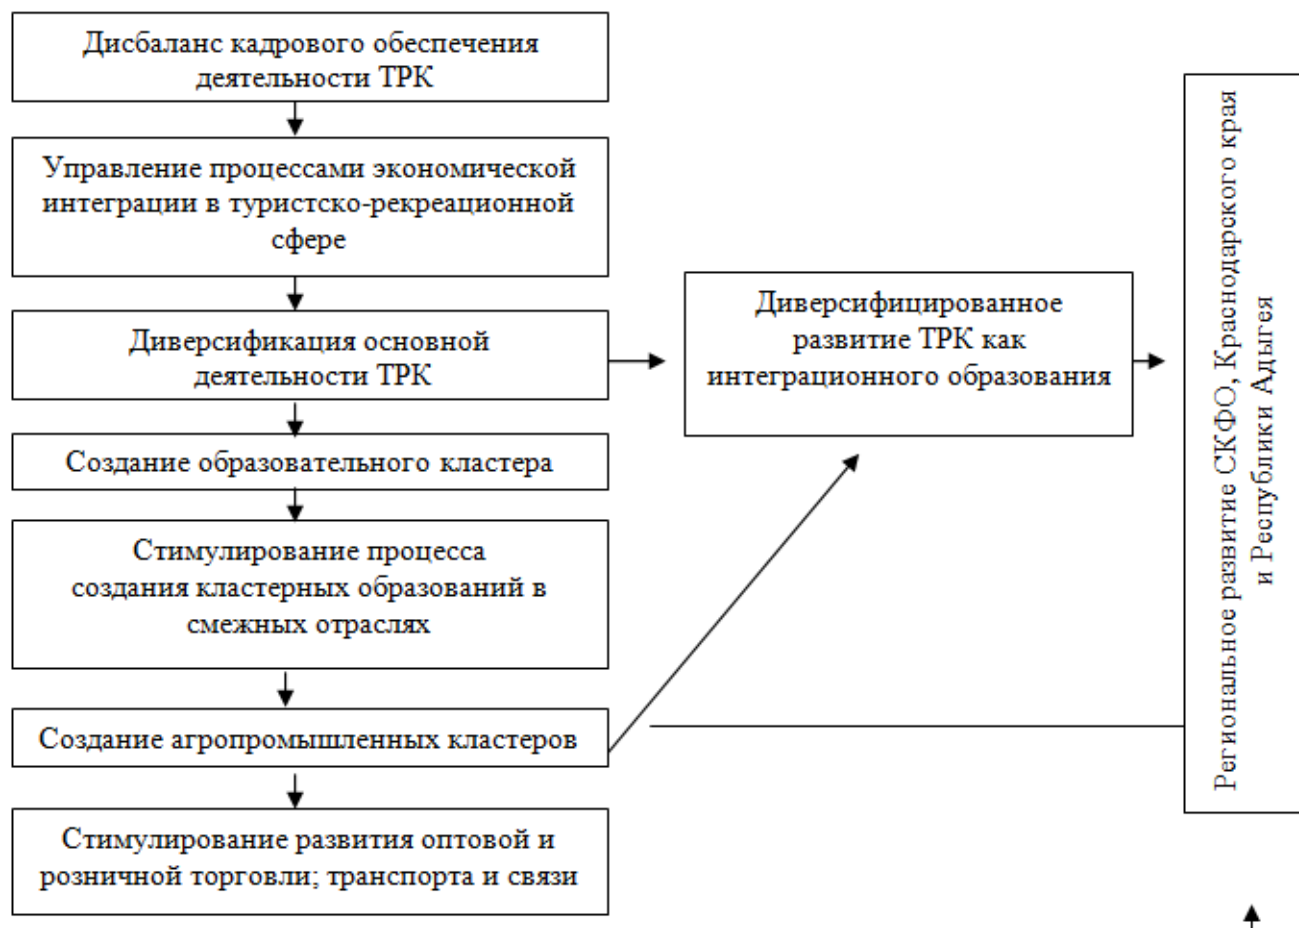 Дисбаланс кадрового обеспечения
деятельности ТРК
Управление процессами экономической
интеграции в туристско-рекреационной
сфере
Диверсификация основной
деятельности ТРК
Создание образовательного кластера
Стимулирование процесса
создания кластерных образований в
смежных отраслях
Создание агропромышленных кластеров
Стимулирование развития оптовой и
розничной торговли; транспорта и связи
Диверсифицированное
развитие ТРК как
интеграционного образования
Региональное развитие СКФО, Краснодарского края
и Республики Адыгея